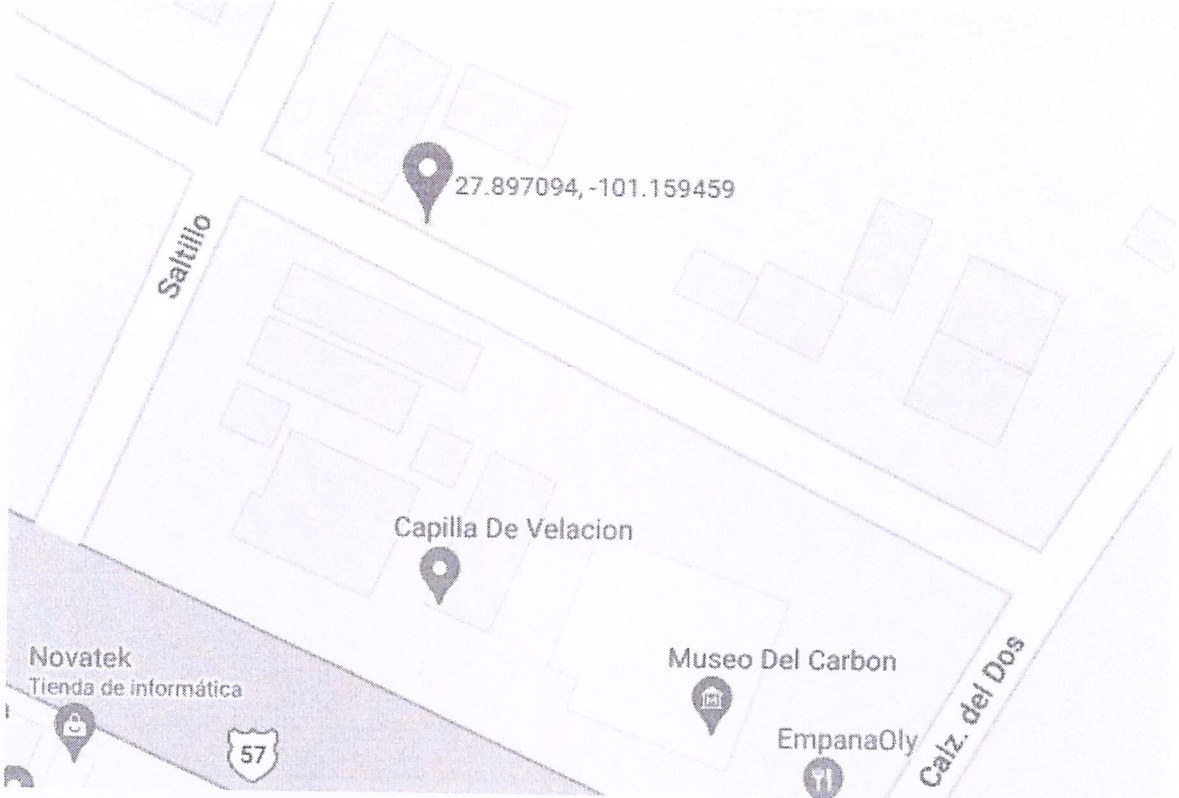 27.897094, -101.159459
Saltillo
Capilla De Velacion
Novatek
Tienda de informática
57
Museo Del Carbon
EmpanaOly
Calz. del Dos